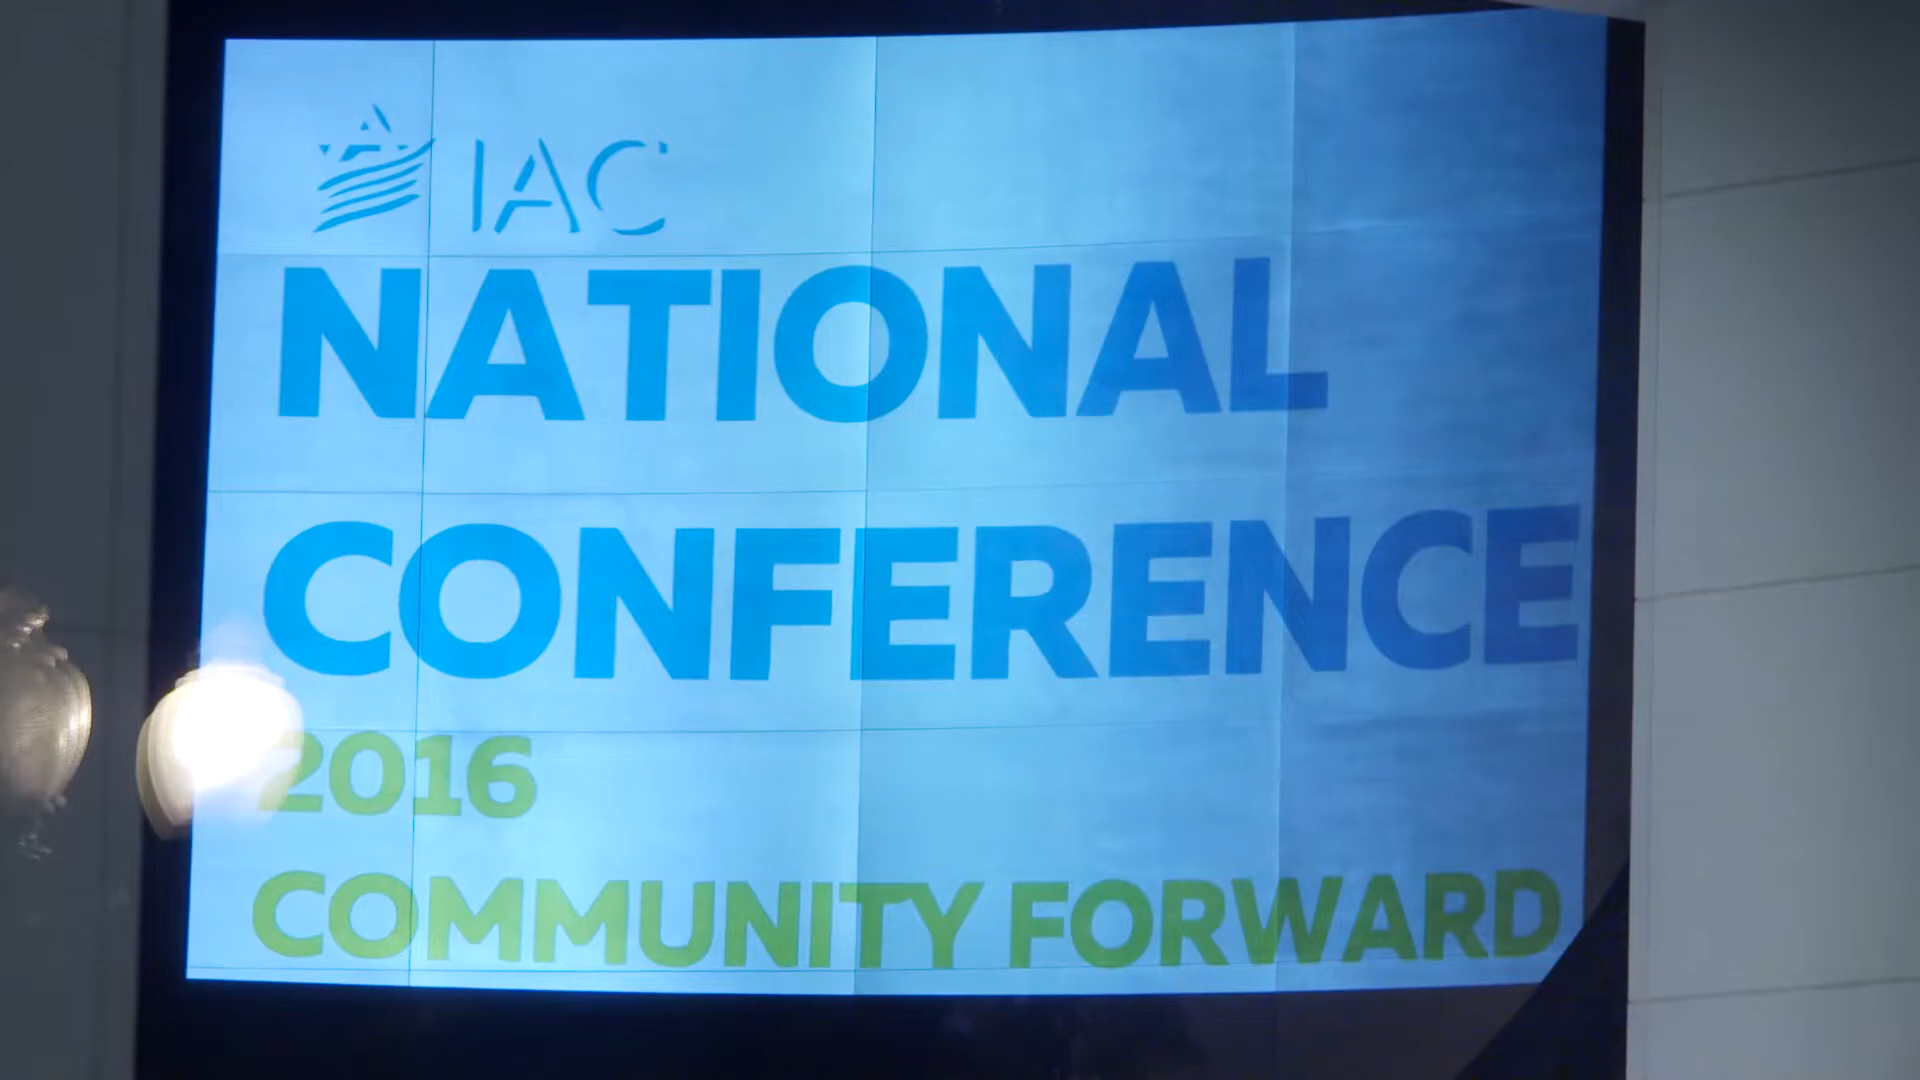 IAC
NATIONAL
CONFERENCE
2016
COMMUNITY FORWARD